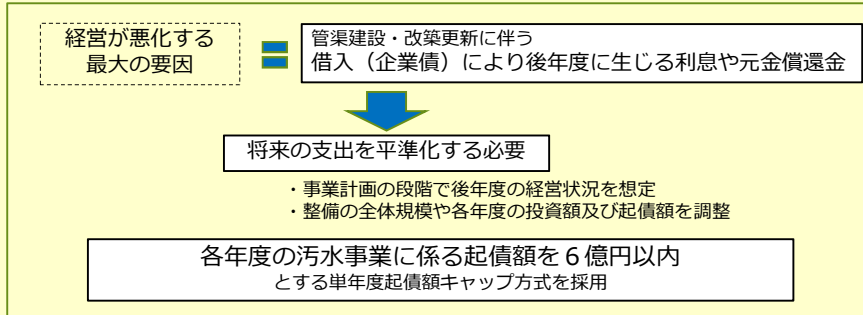 経営が悪化する
最大の要因
管渠建設・改築更新に伴う
借入（企業債）により後年度に生じる利息や元金償還金
将来の支出を平準化する必要
・事業計画の段階で後年度の経営状況を想定
・整備の全体規模や各年度の投資額及び起債額を調整
各年度の汚水事業に係る起債額を６億円以内
とする単年度起債額キャップ方式を採用